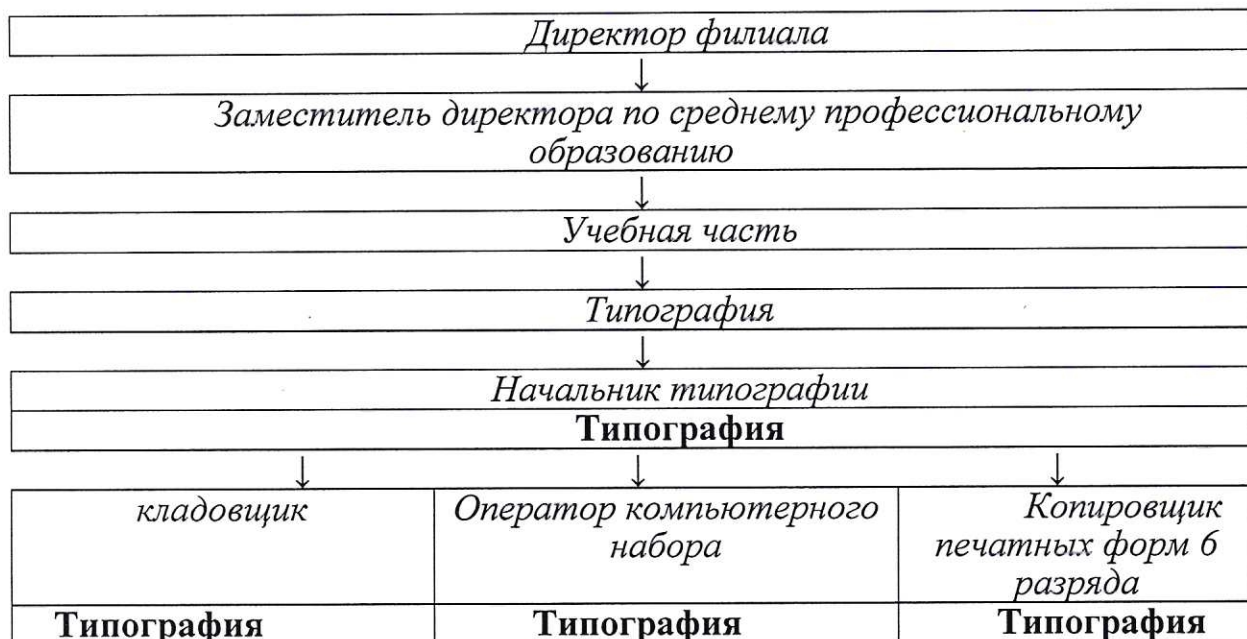 Директор филиала
Заместитель директора по среднему профессиональному
образованию
Учебная часть
Типография
Начальник типографии
Типография
кладовщик
Оператор компьютерного
набора
Копировщик
печатных форм 6
разряда
Типография
Типография
Типография